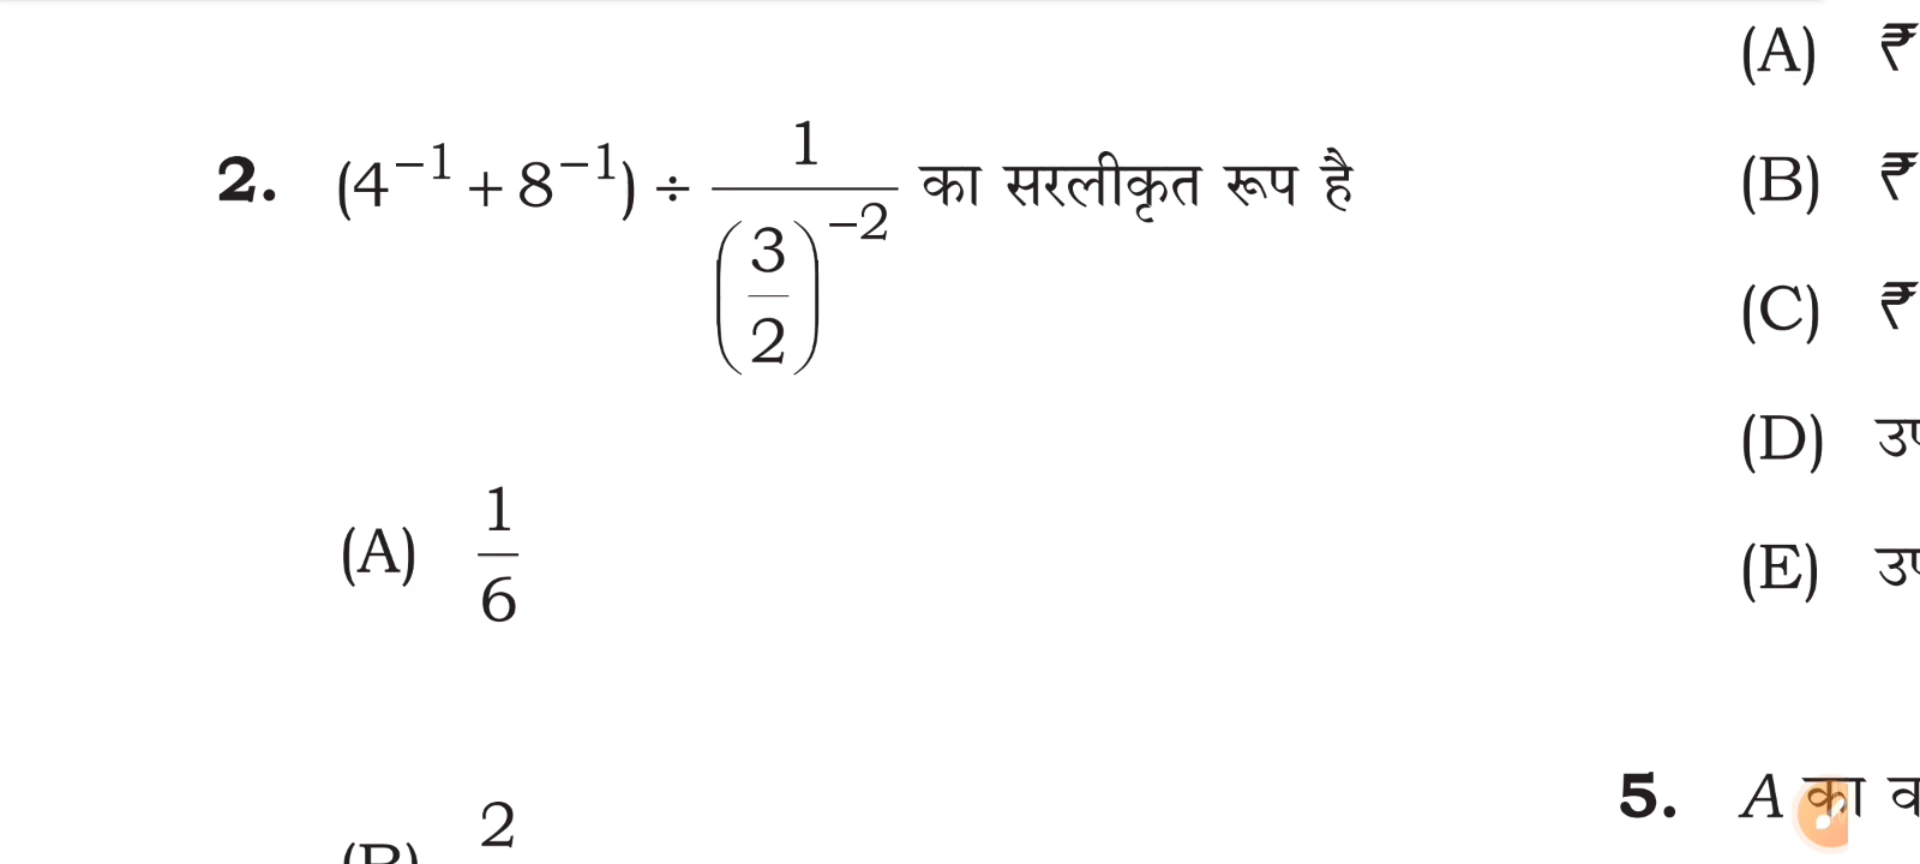 2. (4⁻¹ + 8⁻¹) ÷ 1/(3/2)⁻² का सरलीकृत रूप है
(A) 1/6
2
(A) ₹
(B) ₹
(C) ₹
(D)
(E)
5. A का